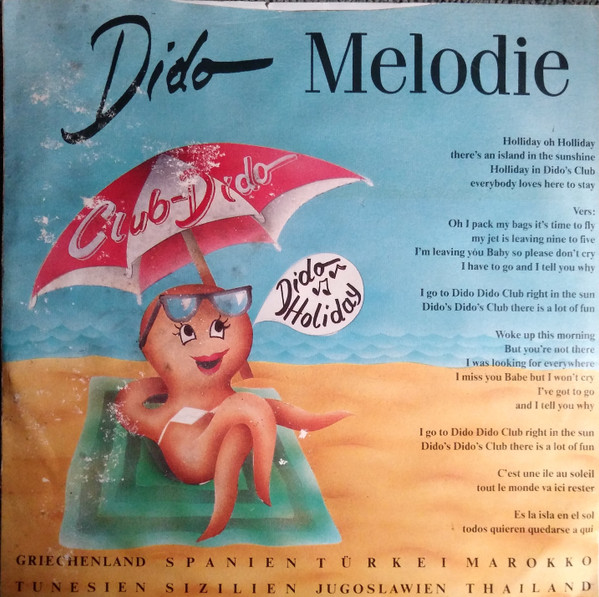 Dido Melodie
Holliday oh Holliday
there's an island in the sunshine
Holliday in Dido's Club
everybody loves here to stay
Vers:
Oh I pack my bags it's time to fly
my jet is leaving nine to five
I'm leaving you Baby so please don't cry
I have to go and I tell you why
I go to Dido Dido Club right in the sun
Dido's Dido's Club there is a lot of fun
Woke up this morning
But you're not there
I was looking for everywhere
I miss you Babe but I won't cry
I've got to go
and I tell you why
I go to Dido Dido Club right in the sun
Dido's Dido's Club there is a lot of fun
C'est une ile au soleil
tout le monde va ici rester
Es la isla en el sol
todos quieren quedarse a qui
Club-Dido
Dido
Holiday
GRIECHENLAND SPANIEN TÜRKEI MAROKKO
TUNESIEN SIZILIEN JUGOSLAWIEN THAILAND